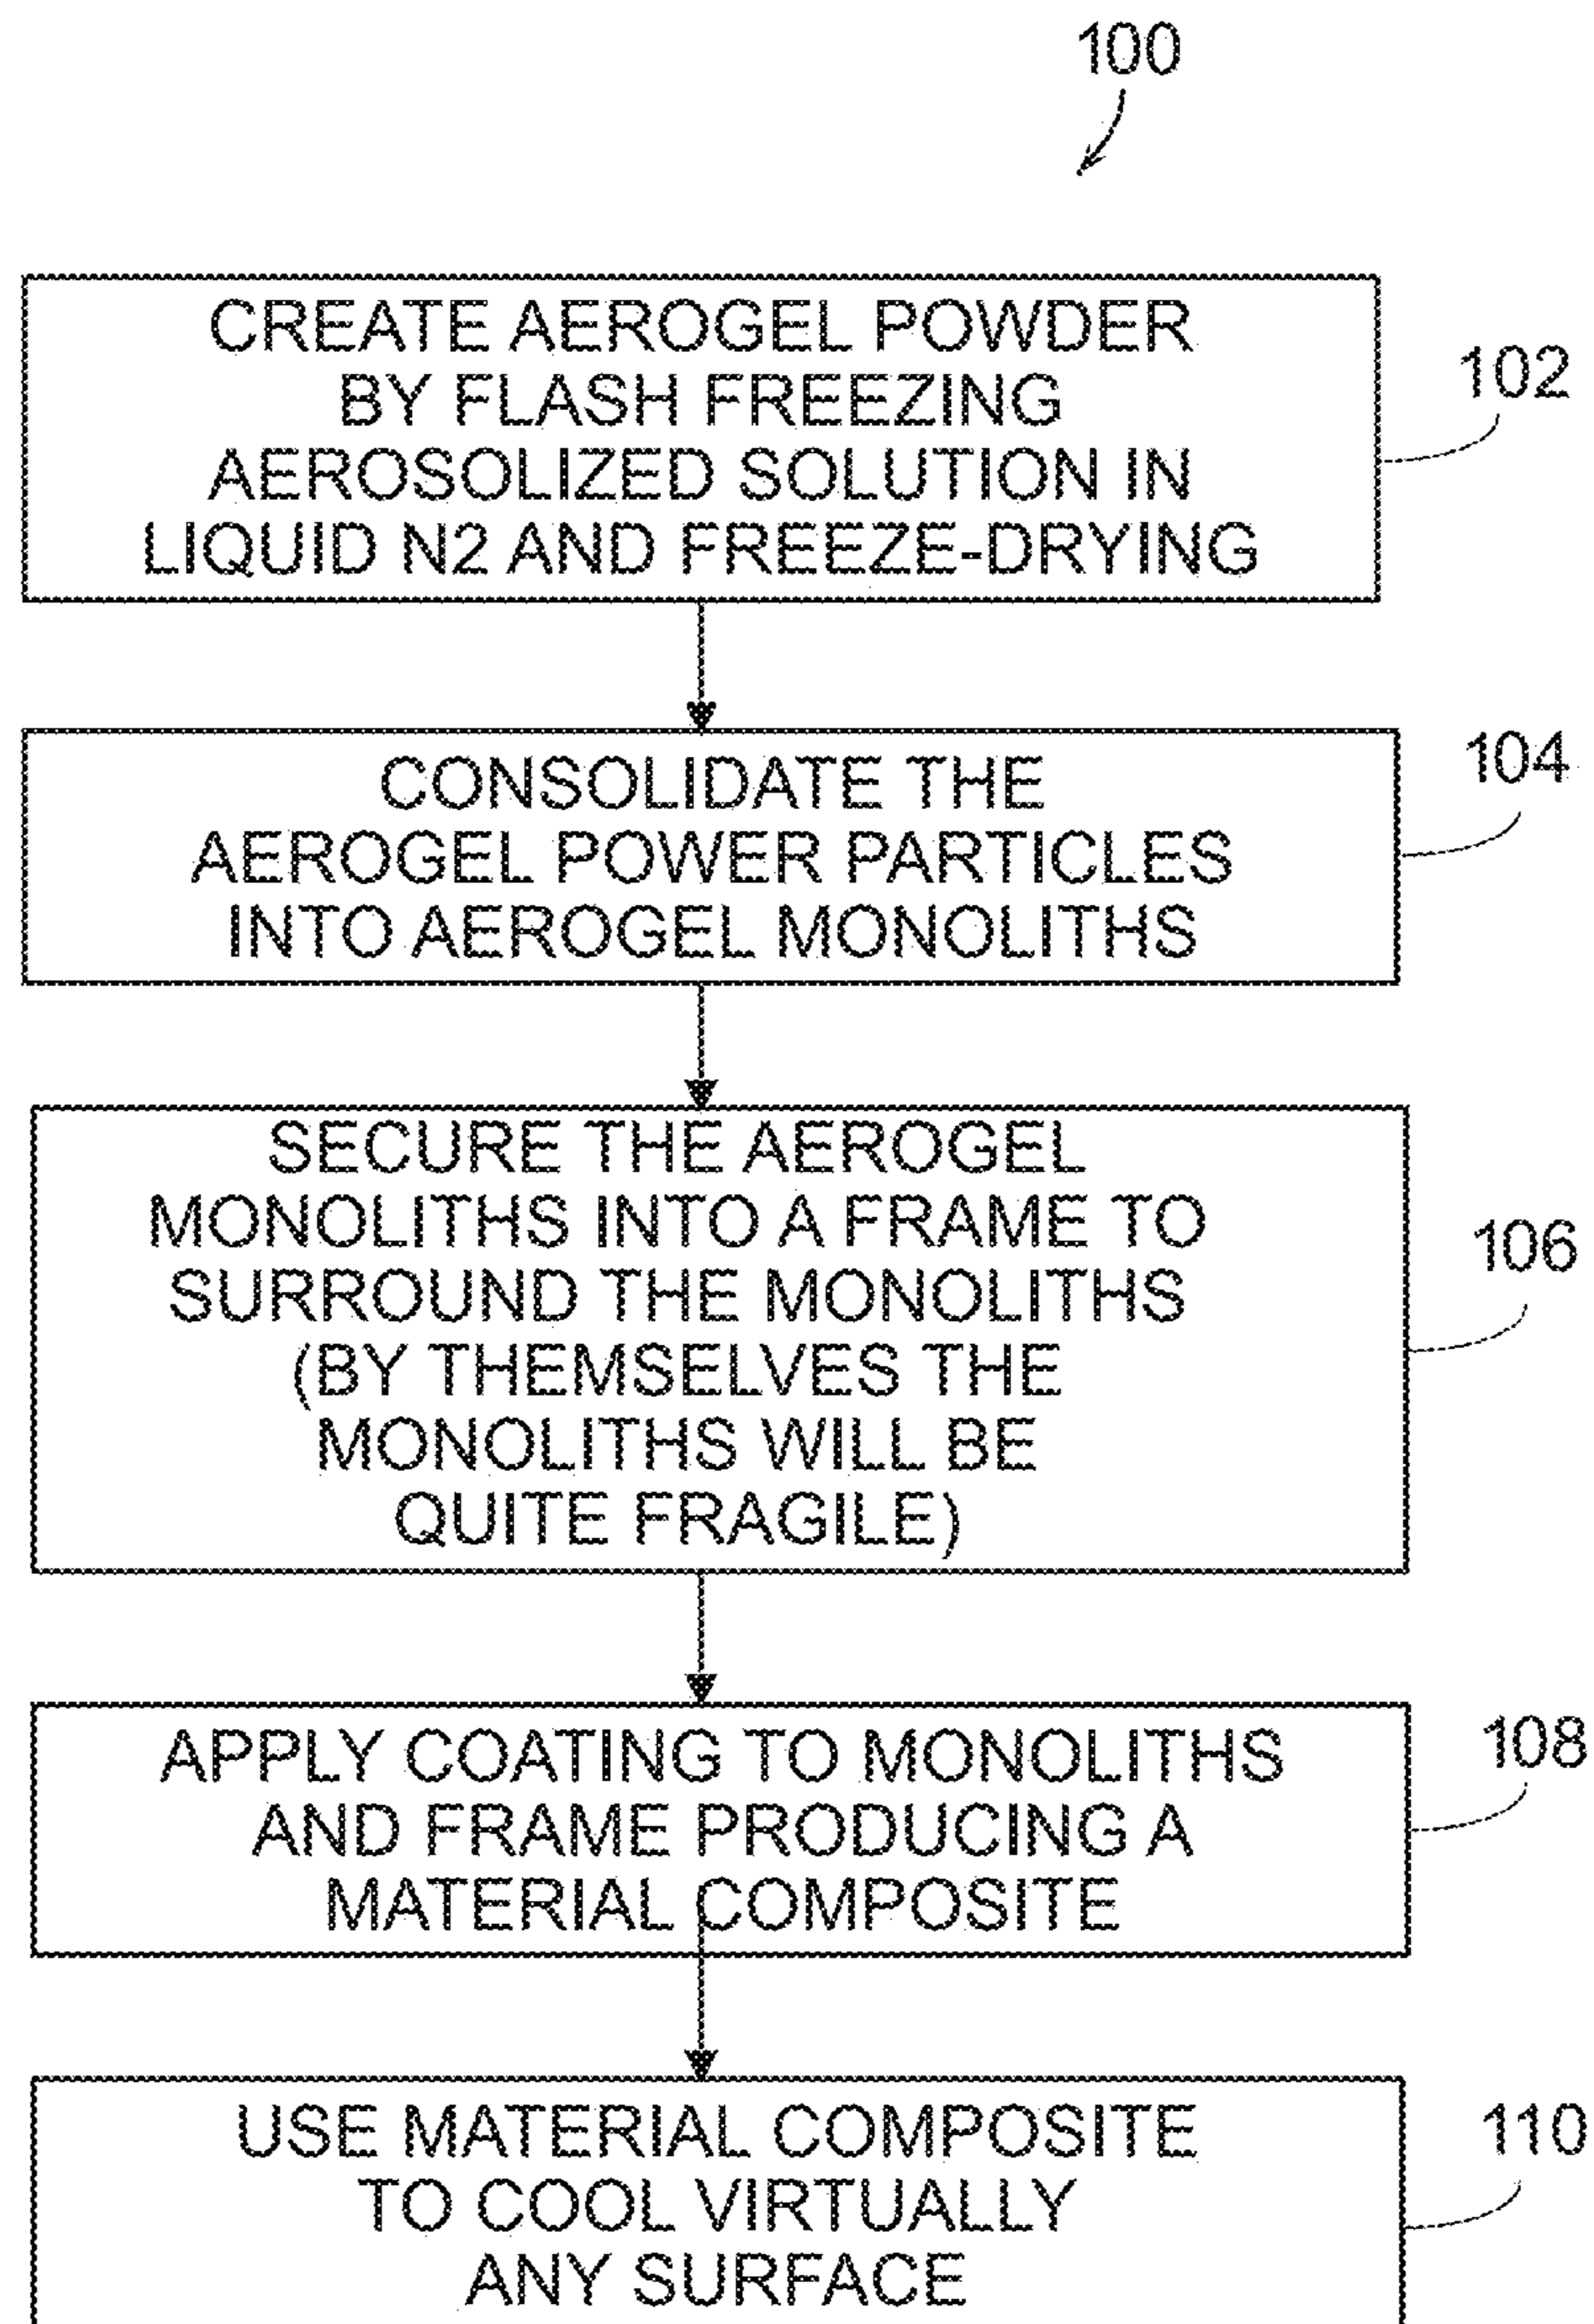 100
CREATE AEROGEL POWDER
BY FLASH FREEZING
AEROSOLIZED SOLUTION IN
LIQUID N2 AND FREEZE-DRYING
102
CONSOLIDATE THE
AEROGEL POWER PARTICLES
INTO AEROGEL MONOLITHS
104
SECURE THE AEROGEL
MONOLITHS INTO A FRAME TO
SURROUND THE MONOLITHS
(BY THEMSELVES THE
MONOLITHS WILL BE
QUITE FRAGILE)
106
APPLY COATING TO MONOLITHS
AND FRAME PRODUCING A
MATERIAL COMPOSITE
108
USE MATERIAL COMPOSITE
TO COOL VIRTUALLY
ANY SURFACE
110